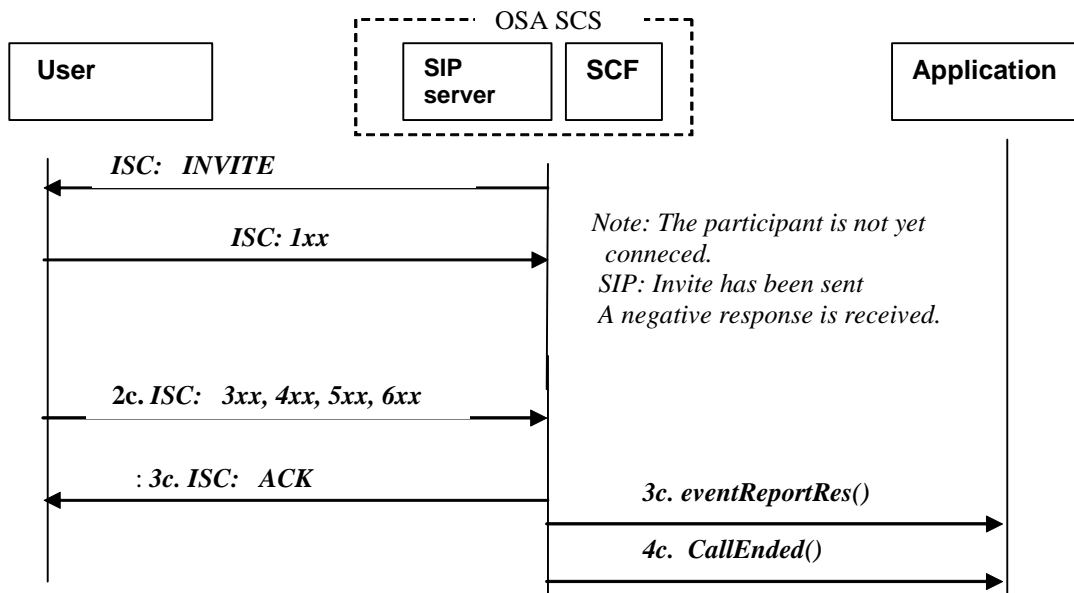 OSA SCS
User
SIP
server
SCF
Application
ISC: INVITE
ISC: 1xx
Note: The participant is not yet
conneced.
SIP: Invite has been sent
A negative response is received.
2c. ISC: 3xx, 4xx, 5xx, 6xx
: 3c. ISC: ACK
3c. eventReportRes()
4c. CallEnded()